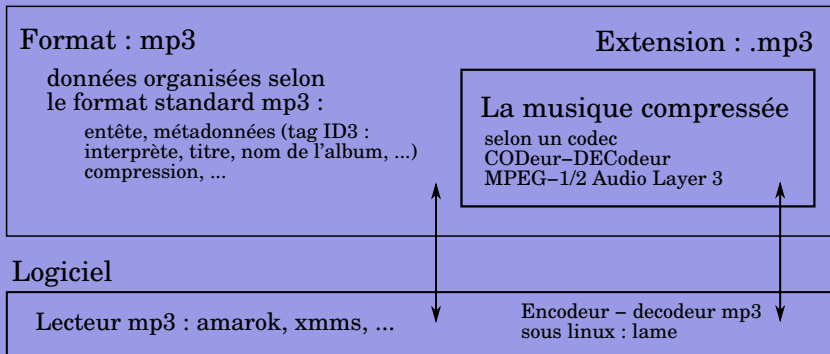 Format : mp3
Extension : .mp3
données organisées selon
le format standard mp3 :
entête, métadonnées (tag ID3 :
interprète, titre, nom de l'album, ...)
compression, ...
La musique compressée
selon un codec
CODeur–DECodeur
MPEG–1/2 Audio Layer 3
Logiciel
Lecteur mp3 : amarok, xmms, ...
Encodeur – decodeur mp3
sous linux : lame